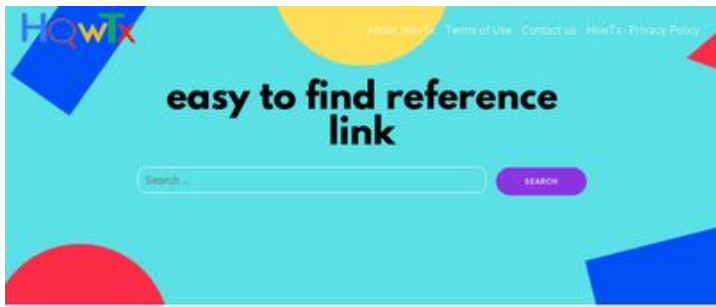 HowTx
About HowTx Terms of Use Contact us HowTx Privacy Policy
easy to find reference
link
Search ...
SEARCH